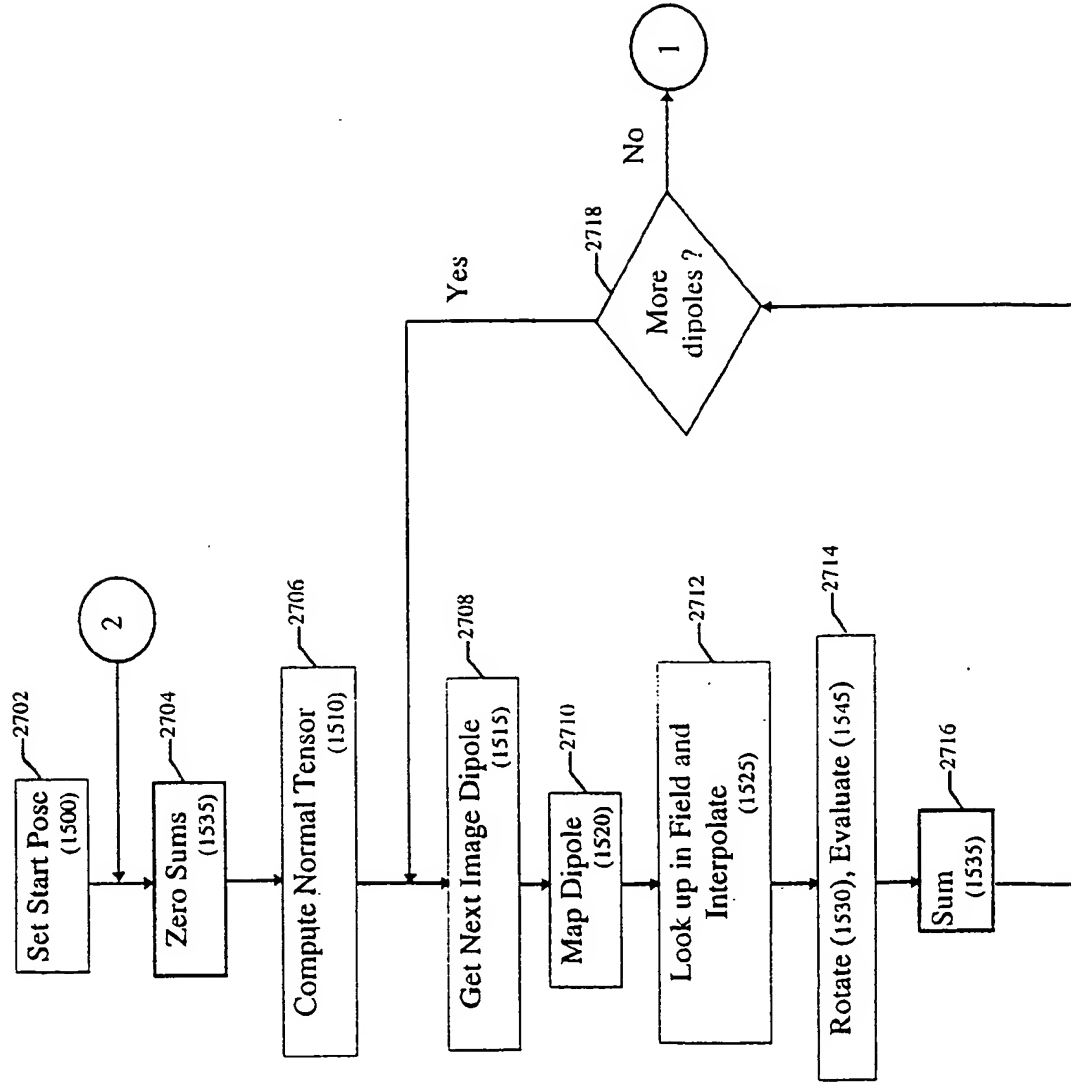 2702
Set Start Pose
(1500)
2
2704
Zero Sums
(1535)
2706
Compute Normal Tensor
(1510)
2708
Get Next Image Dipole
(1515)
2710
Map Dipole
(1520)
2712
Look up in Field and
Interpolate
(1525)
2714
Rotate (1530), Evaluate (1545)
2716
Sum
(1535)
Yes
2718
More
dipoles ?
No
1